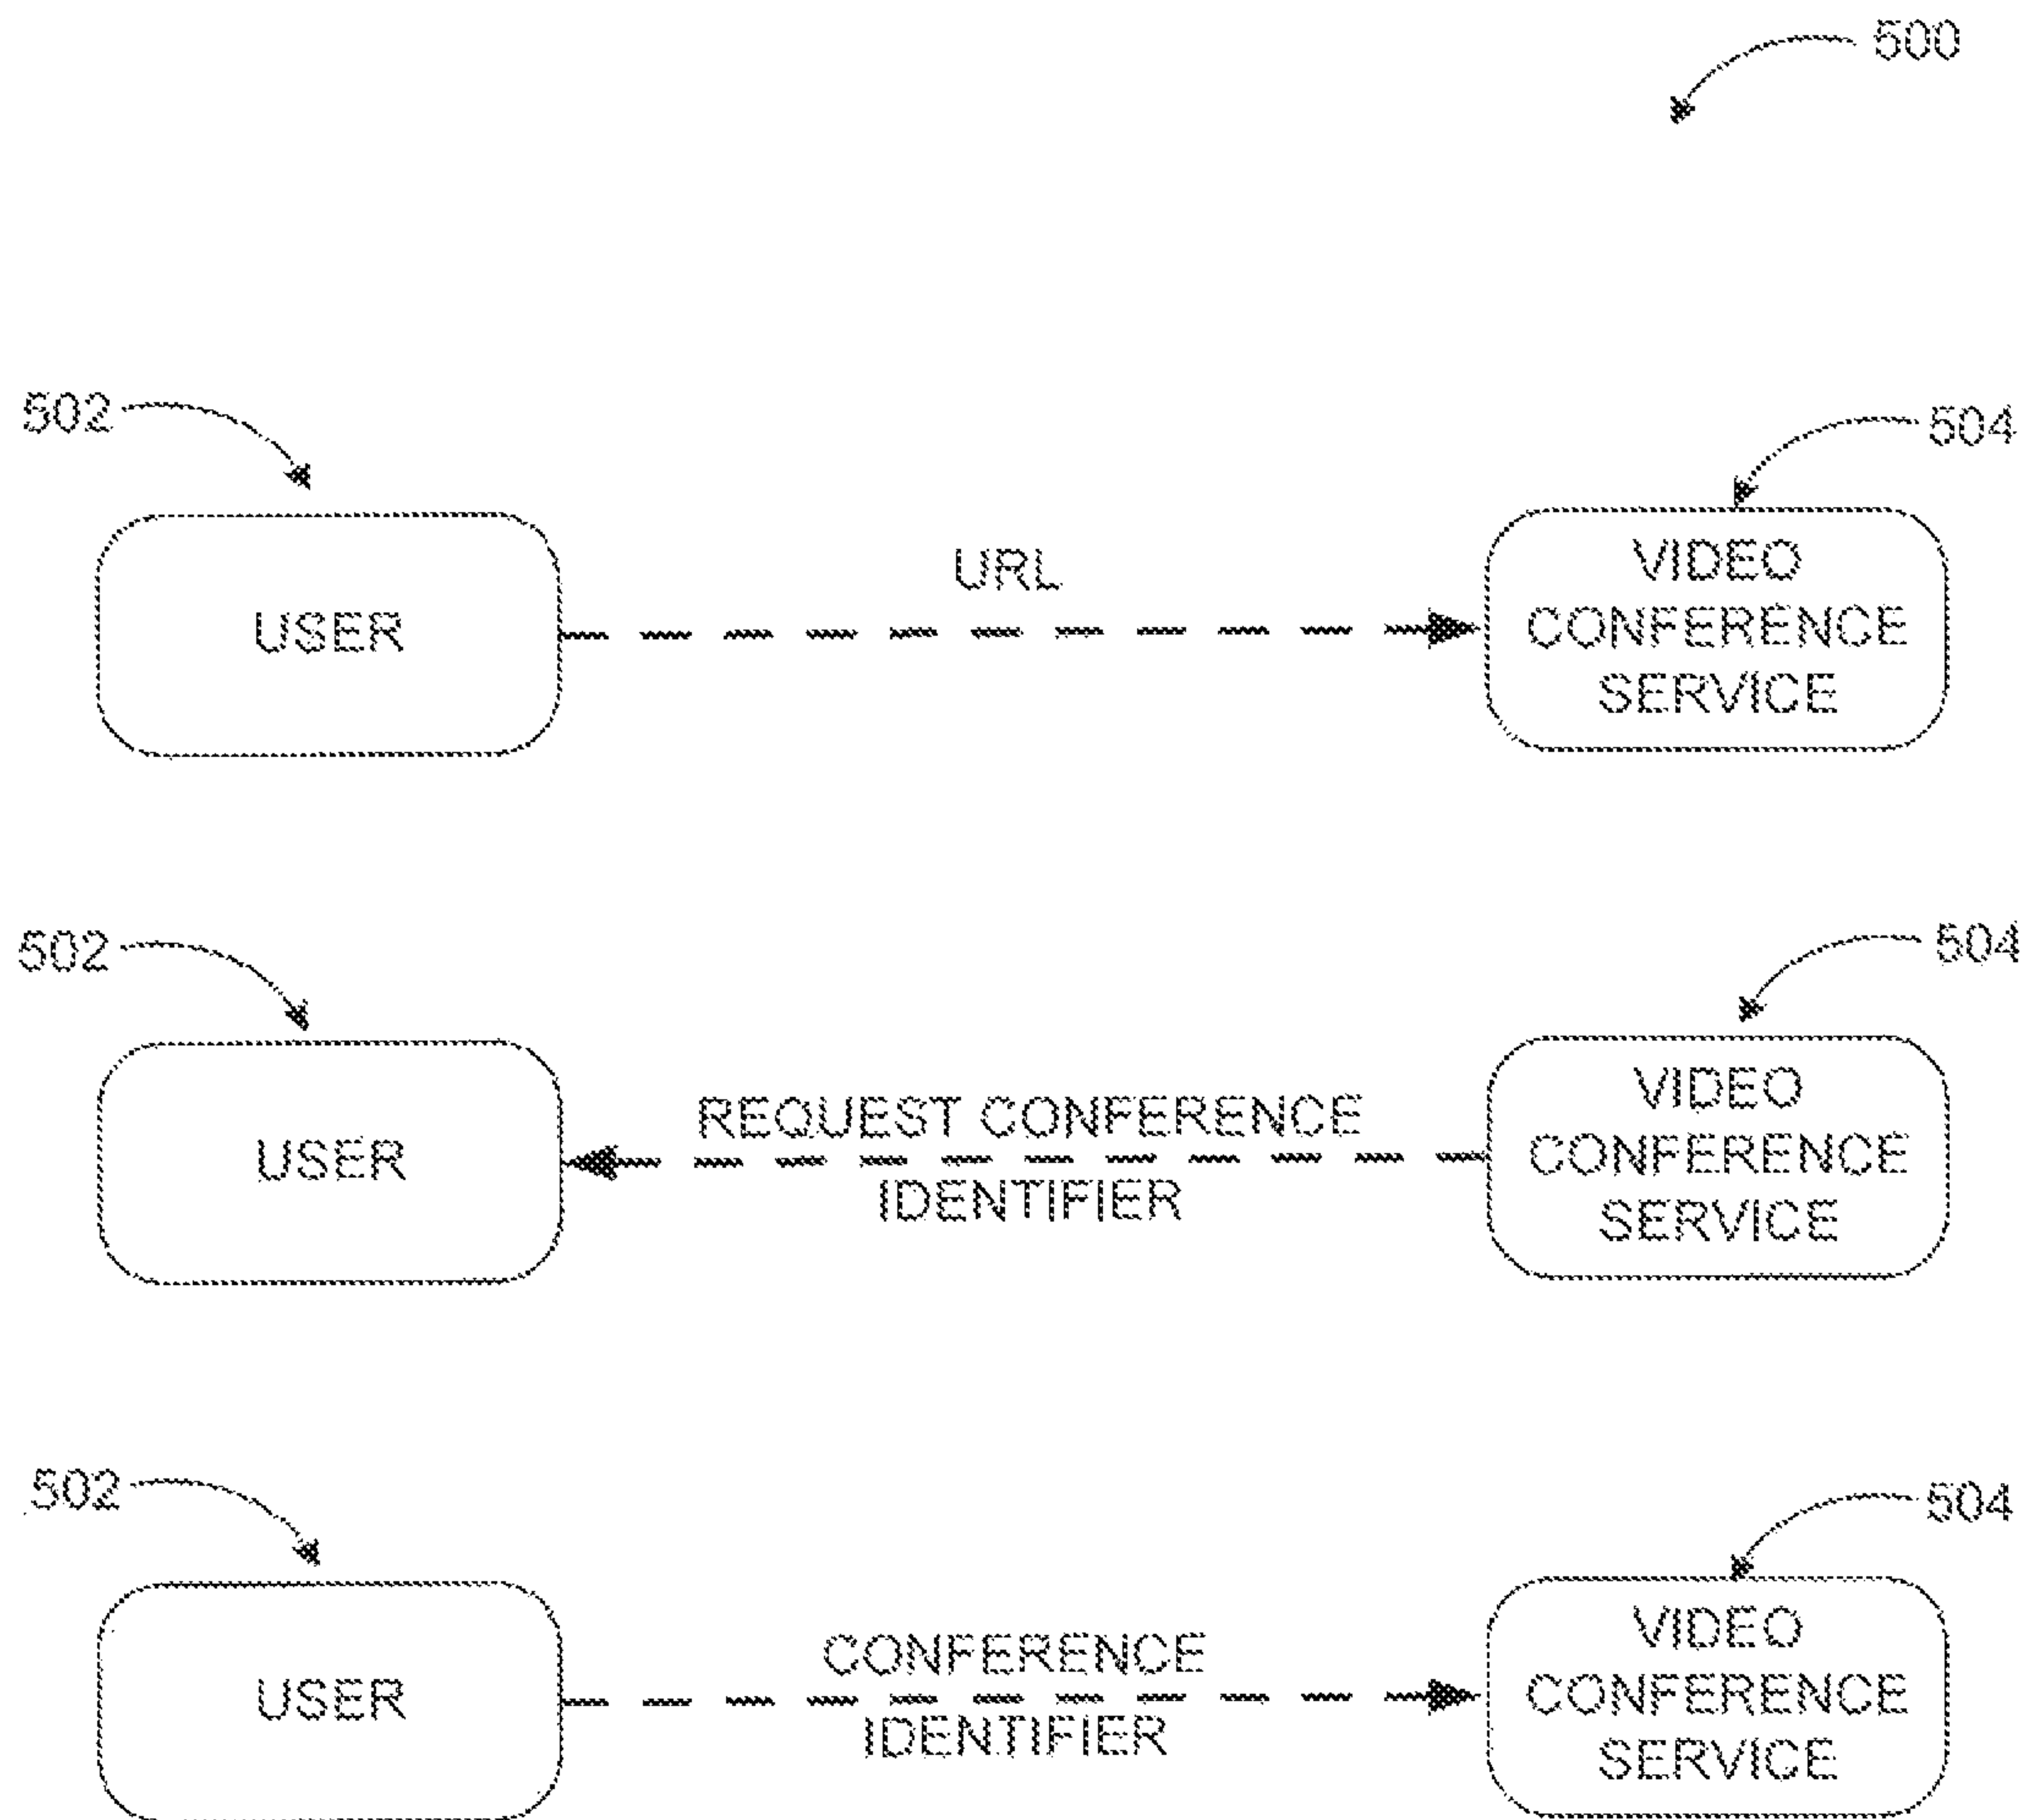 500
502
504
URL
USER
VIDEO
CONFERENCE
SERVICE
502
504
REQUEST CONFERENCE
IDENTIFIER
USER
VIDEO
CONFERENCE
SERVICE
502
504
CONFERENCE
IDENTIFIER
USER
VIDEO
CONFERENCE
SERVICE